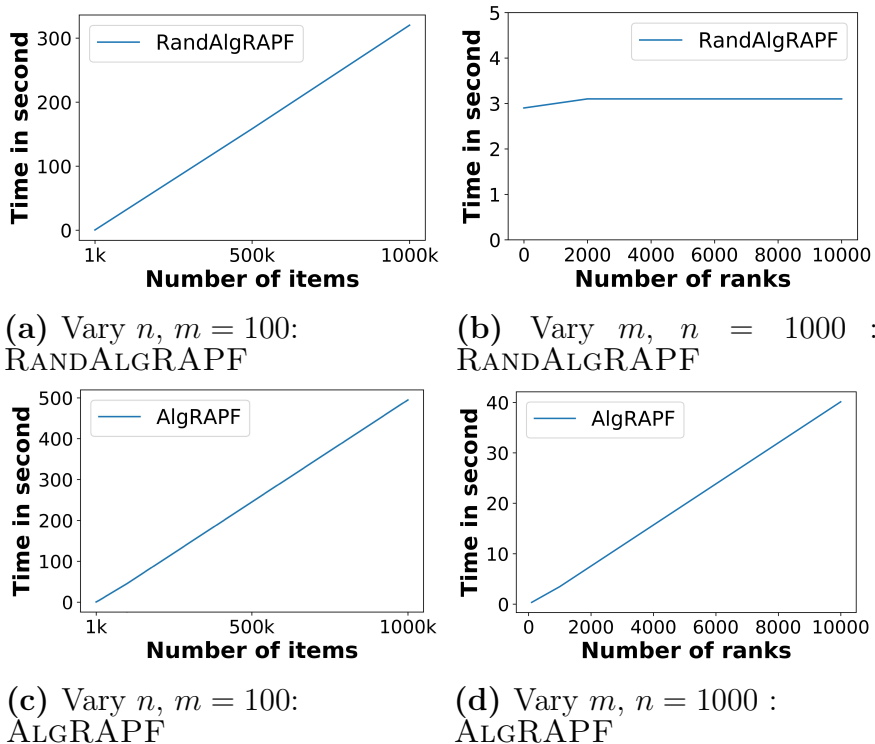 RandAlgRAPF
Time in second
300
200
100
0
1k 500k 1000k
Number of items
(a) Vary n, m = 100:
RANDALGRAPF
RandAlgRAPF
Time in second
5
4
3
2
1
0
0 2000 4000 6000 8000 10000
Number of ranks
(b) Vary m, n = 1000 :
RANDALGRAPF
AlgRAPF
Time in second
500
400
300
200
100
0
1k 500k 1000k
Number of items
(c) Vary n, m = 100:
ALGRAPF
AlgRAPF
Time in second
40
30
20
10
0
0 2000 4000 6000 8000 10000
Number of ranks
(d) Vary m, n = 1000 :
ALGRAPF